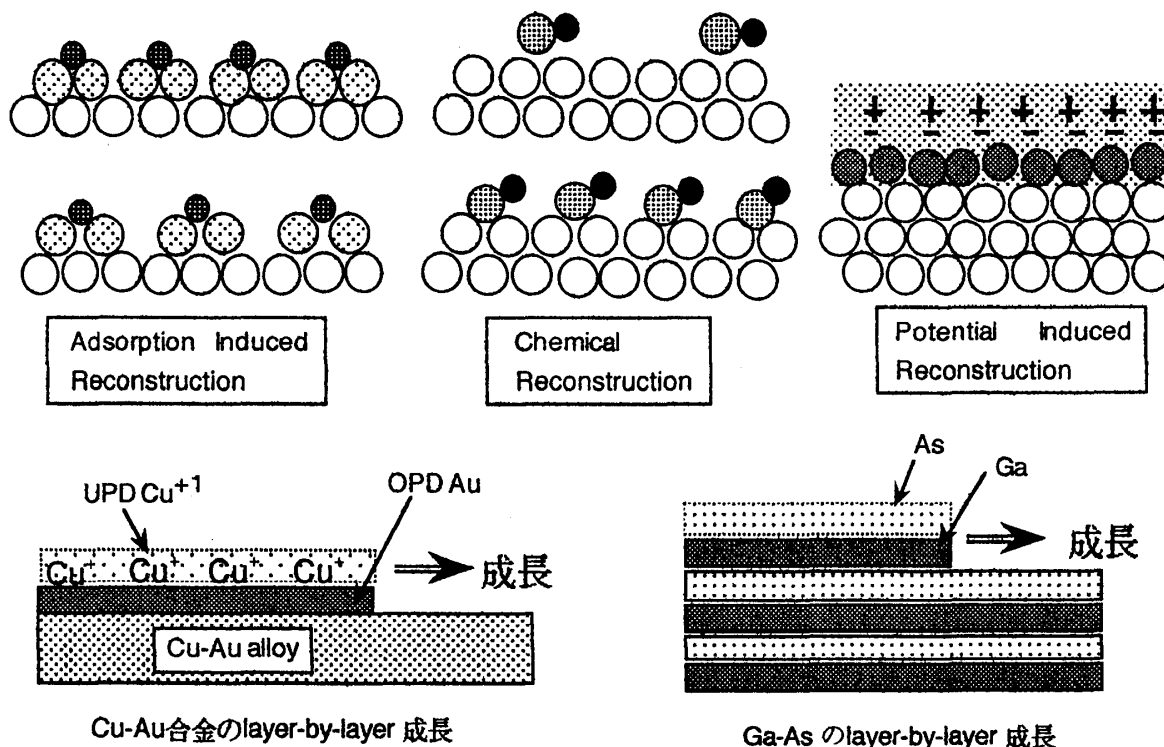 + + + + + + +
- - - - - - -
Adsorption Induced
Reconstruction
Chemical
Reconstruction
Potential Induced
Reconstruction
UPD Cu+1
OPD Au
Cu+ Cu+ Cu+ Cu+
成長
Cu-Au alloy
Cu-Au合金のlayer-by-layer 成長
As
Ga
成長
Ga-As のlayer-by-layer 成長